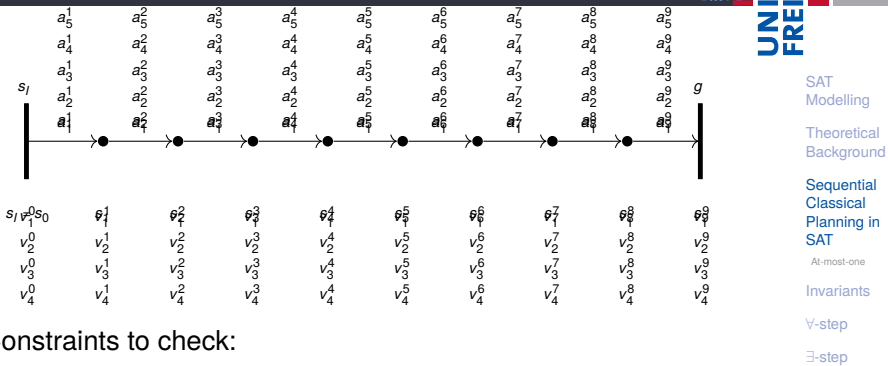 a_5^1 a_5^2 a_5^3 a_5^4 a_5^5 a_5^6 a_5^7 a_5^8 a_5^9
a_4^1 a_4^2 a_4^3 a_4^4 a_4^5 a_4^6 a_4^7 a_4^8 a_4^9
a_3^1 a_3^2 a_3^3 a_3^4 a_3^5 a_3^6 a_3^7 a_3^8 a_3^9
s_I g
a_2^1 a_2^2 a_2^3 a_2^4 a_2^5 a_2^6 a_2^7 a_2^8 a_2^9
v_2^0 v_2^1 v_2^2 v_2^3 v_2^4 v_2^5 v_2^6 v_2^7 v_2^8 v_2^9
v_3^0 v_3^1 v_3^2 v_3^3 v_3^4 v_3^5 v_3^6 v_3^7 v_3^8 v_3^9
v_4^0 v_4^1 v_4^2 v_4^3 v_4^4 v_4^5 v_4^6 v_4^7 v_4^8 v_4^9
onstraints to check:
UNI
FREI
SAT
Modelling
Theoretical
Background
Sequential
Classical
Planning in
SAT
At-most-one
Invariants
∀-step
∃-step